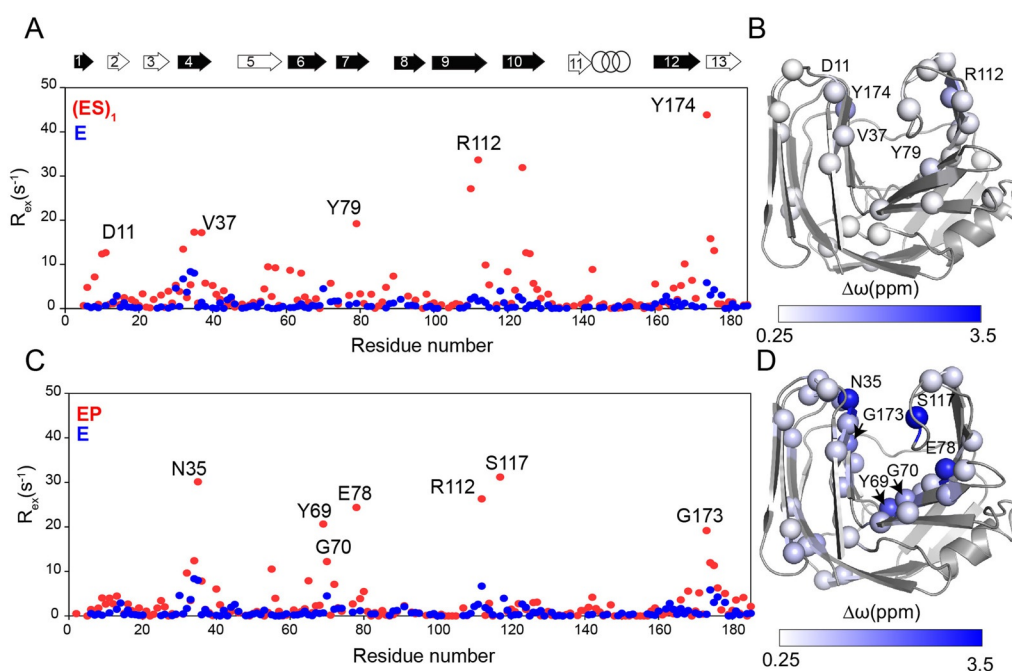 A
1 2 3 4 5 6 7 8 9 10 11 12 13
50
40
30
20
10
0
R_ex(s⁻¹)
(ES)₁
E
D11
V37
Y79
R112
Y174
0 20 40 60 80 100 120 140 160 180
Residue number
B
D11
R112
Y174
V37
Y79
Δω(ppm)
0.25 3.5
C
50
40
30
20
10
0
R_ex(s⁻¹)
EP
E
N35
Y69
G70
E78
R112
S117
G173
0 20 40 60 80 100 120 140 160 180
Residue number
D
N35
S117
G173
E78
G70
Y69
Δω(ppm)
0.25 3.5